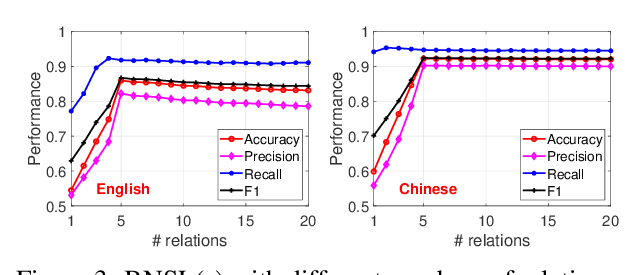 1
0.9
0.8
0.7
0.6
0.5
Performance
Accuracy
Precision
Recall
F1
English
1 5 10 15 20
# relations
1
0.9
0.8
0.7
0.6
0.5
Performance
Accuracy
Precision
Recall
F1
Chinese
1 5 10 15 20
# relations